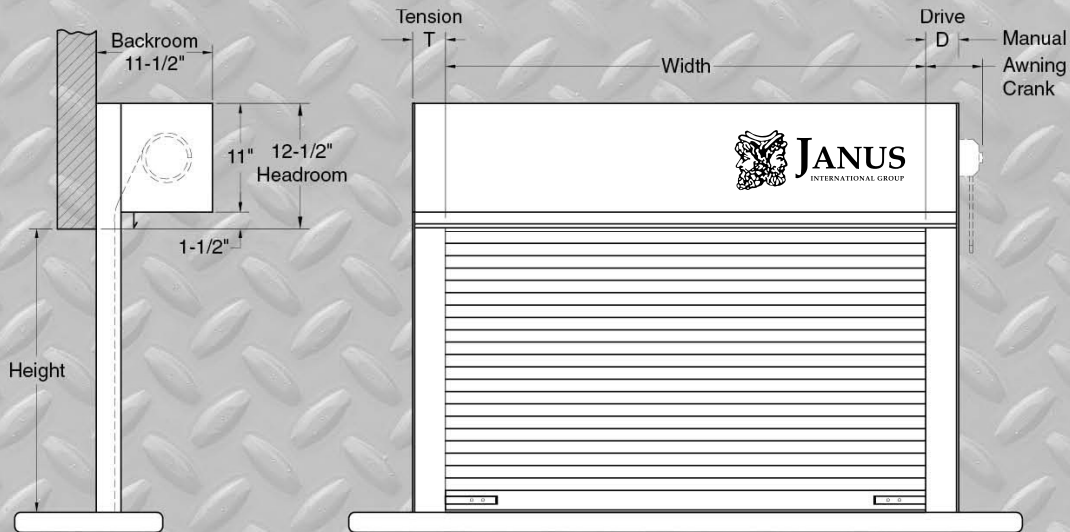 Tension
T
Drive
D
Manual
Awning
Crank
Width
Backroom
11-1/2"
11"
12-1/2"
Headroom
1-1/2"
Height
JANUS
INTERNATIONAL GROUP